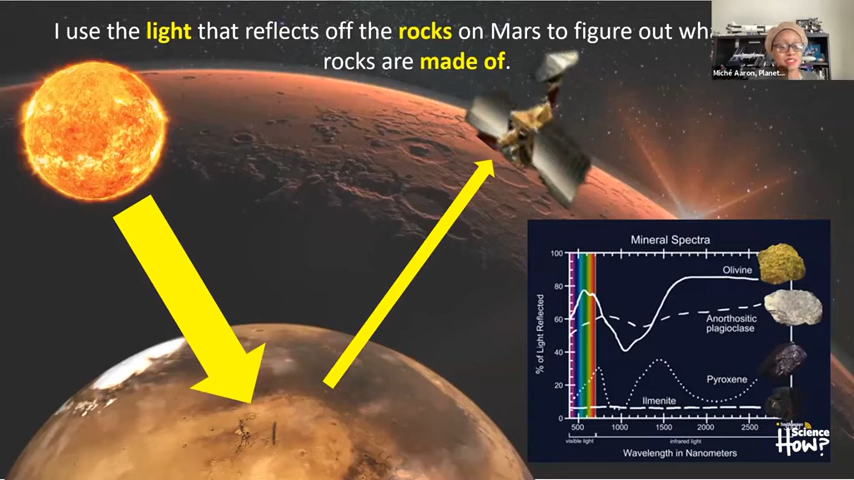 I use the light that reflects off the rocks on Mars to figure out
rocks are made of.
Miché Aaron, Planet...
Mineral Spectra
100
80
60
40
20
0
% of Light Reflected
Olivine
Anorthositic
plagioclase
Pyroxene
Ilmenite
500 1000 1500 2000 2500
visible light infrared light
Wavelength in Nanometers
Science
HOW?